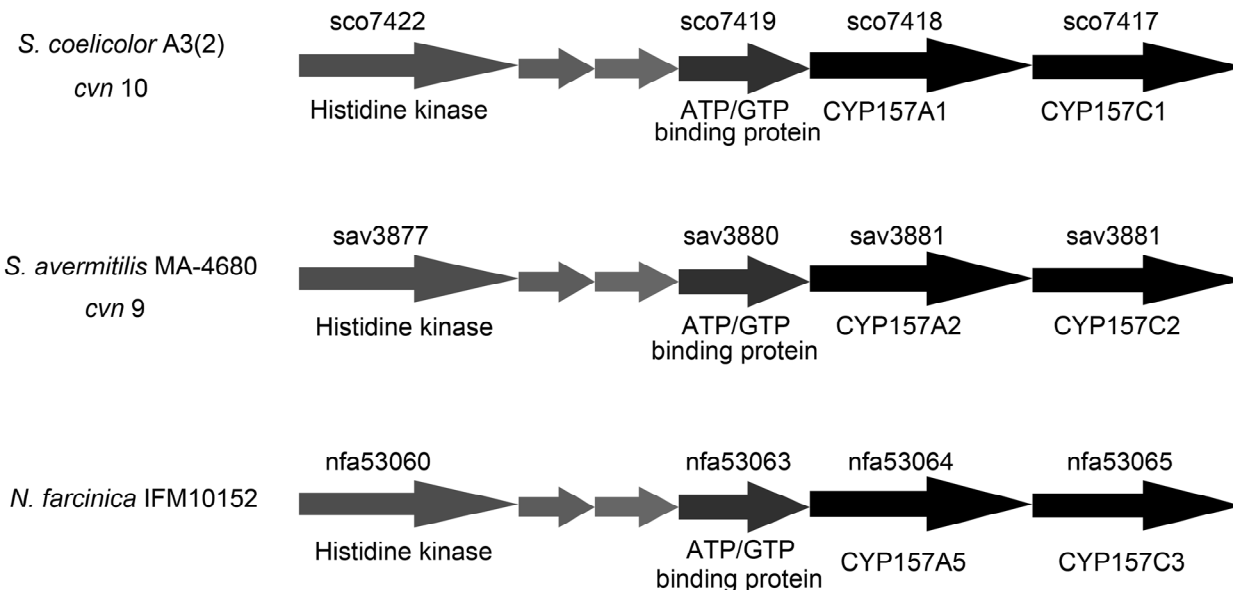 sco7422 sco7419 sco7418 sco7417
S. coelicolor A3(2)
cvn 10
Histidine kinase ATP/GTP CYP157A1 CYP157C1
binding protein
sav3877 sav3880 sav3881 sav3881
S. avermitilis MA-4680
cvn 9
Histidine kinase ATP/GTP CYP157A2 CYP157C2
binding protein
nfa53060 nfa53063 nfa53064 nfa53065
N. farcinica IFM10152
Histidine kinase ATP/GTP CYP157A5 CYP157C3
binding protein